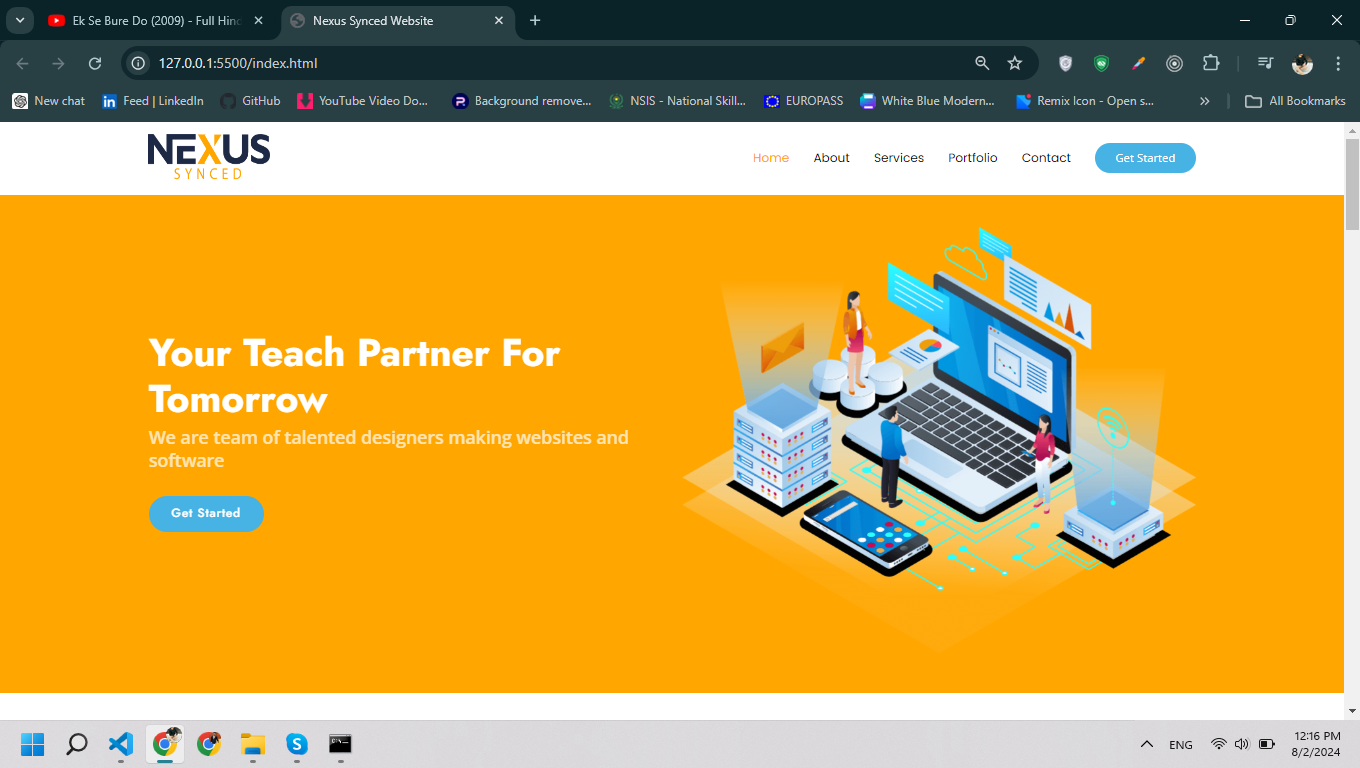 Ek Se Bure Do (2009) - Full Hin
Nexus Synced Website
127.0.0.1:5500/index.html
New chat
Feed | LinkedIn
GitHub
YouTube Video Do...
Background remove...
NSIS - National Skill...
EUROPASS
White Blue Modern...
Remix Icon - Open s...
All Bookmarks
NEXUS
SYNCED
Home
About
Services
Portfolio
Contact
Get Started
Your Teach Partner For
Tomorrow
We are team of talented designers making websites and
software
Get Started
ENG
12:16 PM
8/2/2024